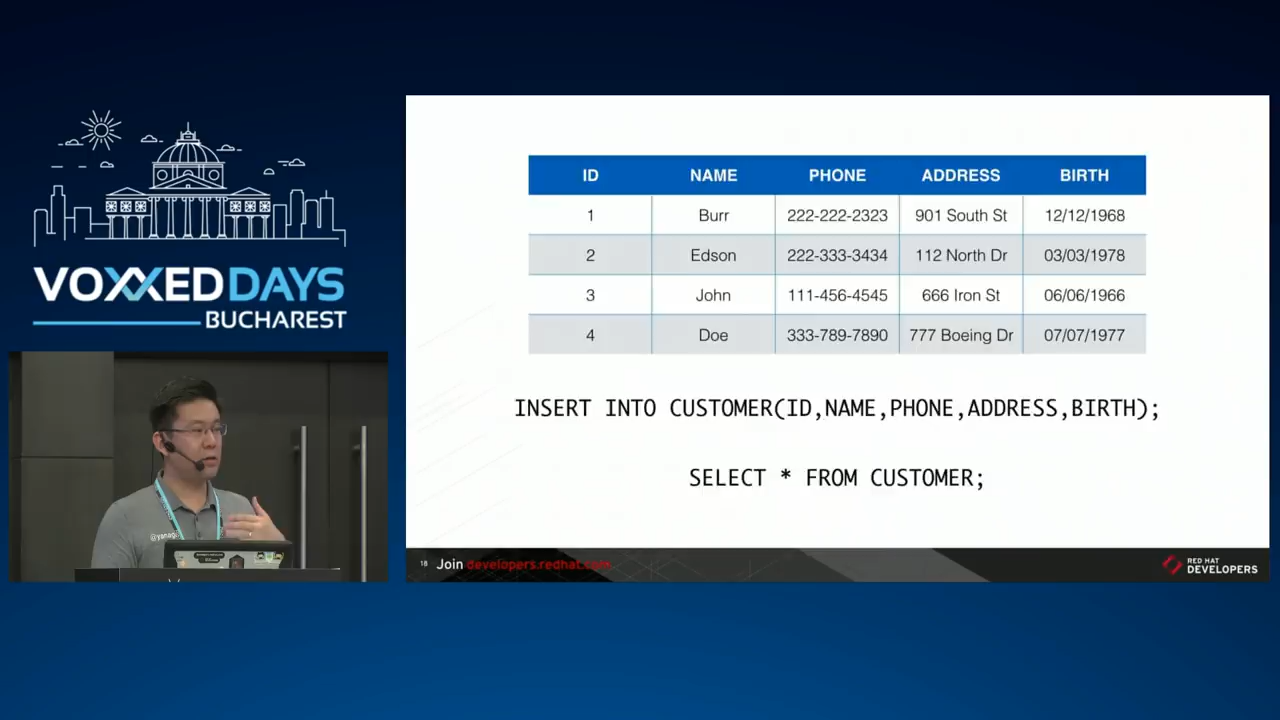 VOXXEDDAYS
BUCHAREST
ID NAME PHONE ADDRESS BIRTH
1 Burr 222-222-2323 901 South St 12/12/1968
2 Edson 222-333-3434 112 North Dr 03/03/1978
3 John 111-456-4545 666 Iron St 06/06/1966
4 Doe 333-789-7890 777 Boeing Dr 07/07/1977
INSERT INTO CUSTOMER(ID,NAME,PHONE,ADDRESS,BIRTH);
SELECT * FROM CUSTOMER;
18 Join developers.redhat.com
RED HAT
DEVELOPERS